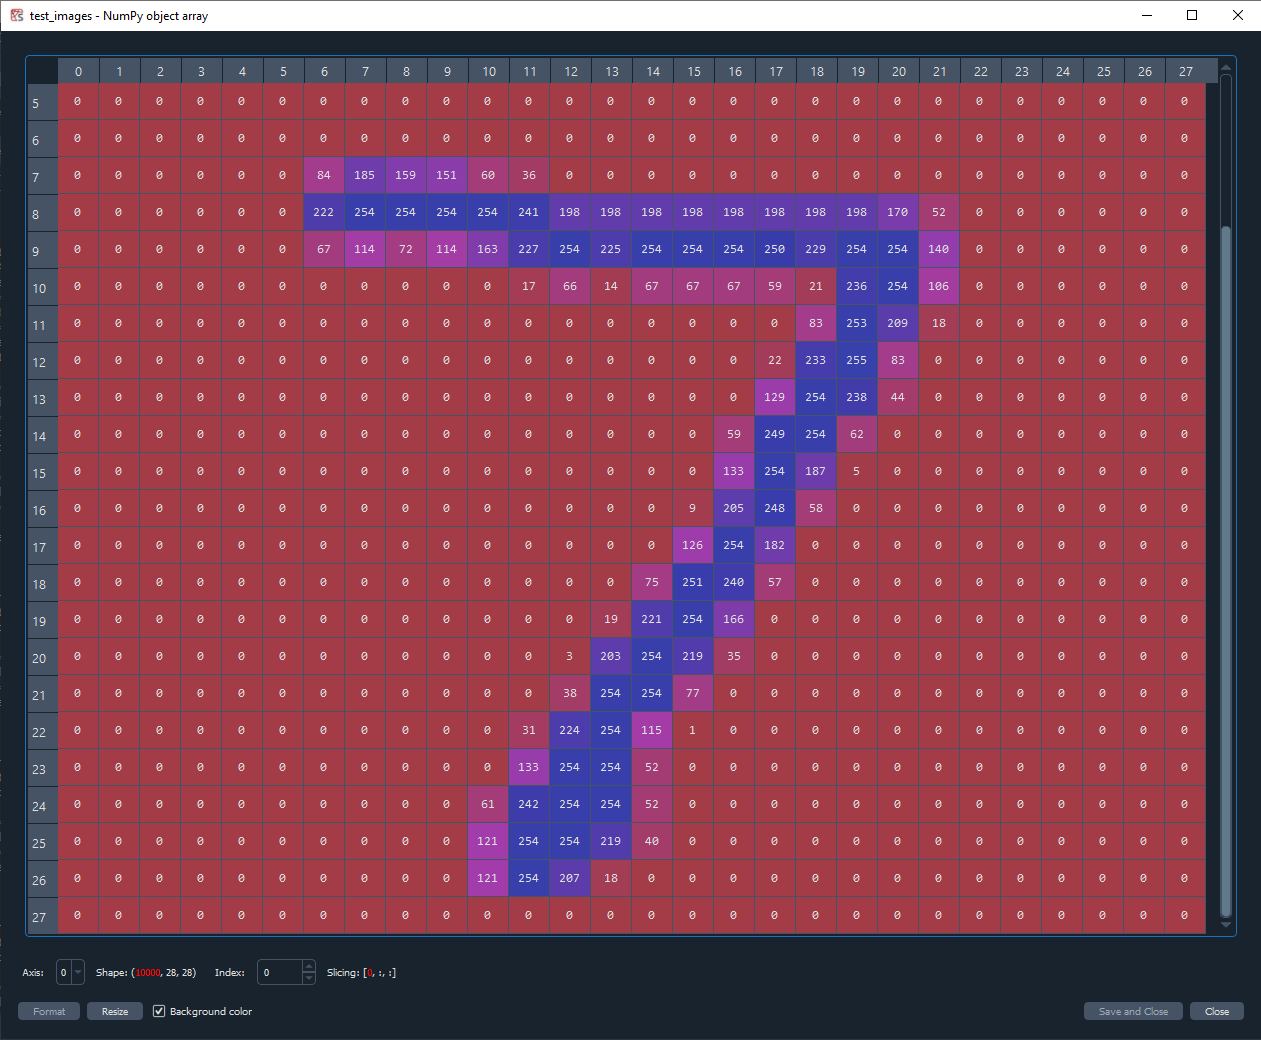 test_images - NumPy object array
0 1 2 3 4 5 6 7 8 9 10 11 12 13 14 15 16 17 18 19 20 21 22 23 24 25 26 27
5 0 0 0 0 0 0 0 0 0 0 0 0 0 0 0 0 0 0 0 0 0 0 0 0 0 0 0 0
6 0 0 0 0 0 0 0 0 0 0 0 0 0 0 0 0 0 0 0 0 0 0 0 0 0 0 0 0
7 0 0 0 0 0 0 84 185 159 151 60 36 0 0 0 0 0 0 0 0 0 0 0 0 0 0 0 0
8 0 0 0 0 0 0 222 254 254 254 254 241 198 198 198 198 198 198 198 198 170 52 0 0 0 0 0 0
9 0 0 0 0 0 0 67 114 72 114 163 227 254 225 254 254 254 250 229 254 254 140 0 0 0 0 0 0
10 0 0 0 0 0 0 0 0 0 0 0 17 66 14 67 67 67 59 21 236 254 106 0 0 0 0 0 0
11 0 0 0 0 0 0 0 0 0 0 0 0 0 0 0 0 0 0 83 253 209 18 0 0 0 0 0 0
12 0 0 0 0 0 0 0 0 0 0 0 0 0 0 0 0 0 22 233 255 83 0 0 0 0 0 0 0
13 0 0 0 0 0 0 0 0 0 0 0 0 0 0 0 0 0 129 254 238 44 0 0 0 0 0 0 0
14 0 0 0 0 0 0 0 0 0 0 0 0 0 0 0 0 59 249 254 62 0 0 0 0 0 0 0 0
15 0 0 0 0 0 0 0 0 0 0 0 0 0 0 0 0 133 254 187 5 0 0 0 0 0 0 0 0
16 0 0 0 0 0 0 0 0 0 0 0 0 0 0 0 9 205 248 58 0 0 0 0 0 0 0 0 0
17 0 0 0 0 0 0 0 0 0 0 0 0 0 0 0 126 254 182 0 0 0 0 0 0 0 0 0 0
18 0 0 0 0 0 0 0 0 0 0 0 0 0 0 75 251 240 57 0 0 0 0 0 0 0 0 0 0
19 0 0 0 0 0 0 0 0 0 0 0 0 0 19 221 254 166 0 0 0 0 0 0 0 0 0 0 0
20 0 0 0 0 0 0 0 0 0 0 0 0 3 203 254 219 35 0 0 0 0 0 0 0 0 0 0 0
21 0 0 0 0 0 0 0 0 0 0 0 0 38 254 254 77 0 0 0 0 0 0 0 0 0 0 0 0
22 0 0 0 0 0 0 0 0 0 0 0 31 224 254 115 1 0 0 0 0 0 0 0 0 0 0 0 0
23 0 0 0 0 0 0 0 0 0 0 0 133 254 254 52 0 0 0 0 0 0 0 0 0 0 0 0 0
24 0 0 0 0 0 0 0 0 0 0 61 242 254 254 52 0 0 0 0 0 0 0 0 0 0 0 0 0
25 0 0 0 0 0 0 0 0 0 0 121 254 254 219 40 0 0 0 0 0 0 0 0 0 0 0 0 0
26 0 0 0 0 0 0 0 0 0 0 121 254 207 18 0 0 0 0 0 0 0 0 0 0 0 0 0 0
27 0 0 0 0 0 0 0 0 0 0 0 0 0 0 0 0 0 0 0 0 0 0 0 0 0 0 0 0
Axis: 0 Shape: (10000, 28, 28) Index: 0 Slicing: [0, :, :]
Format Resize Background color Save and Close Close